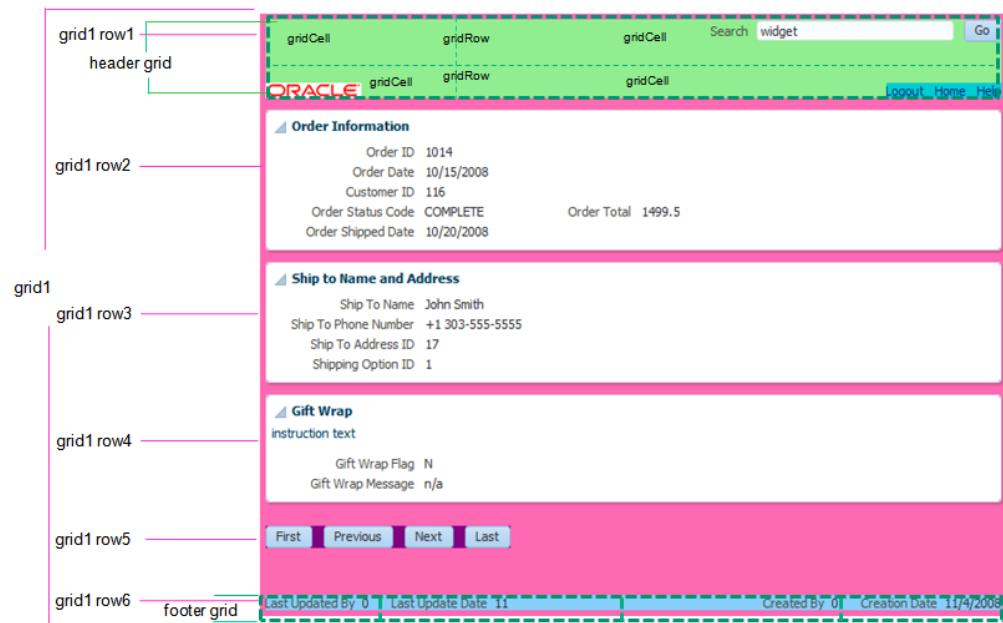 grid1 row1
header grid
gridCell gridRow gridCell Search widget Go
gridCell gridRow gridCell
ORACLE Logout Home Help
grid1 row2
Order Information
Order ID 1014
Order Date 10/15/2008
Customer ID 116
Order Status Code COMPLETE Order Total 1499.5
Order Shipped Date 10/20/2008
grid1
grid1 row3
Ship to Name and Address
Ship To Name John Smith
Ship To Phone Number +1 303-555-5555
Ship To Address ID 17
Shipping Option ID 1
grid1 row4
Gift Wrap
instruction text
Gift Wrap Flag N
Gift Wrap Message n/a
grid1 row5
First Previous Next Last
grid1 row6
footer grid
Last Updated By 0 Last Update Date 11 Created By 0 Creation Date 11/4/2008